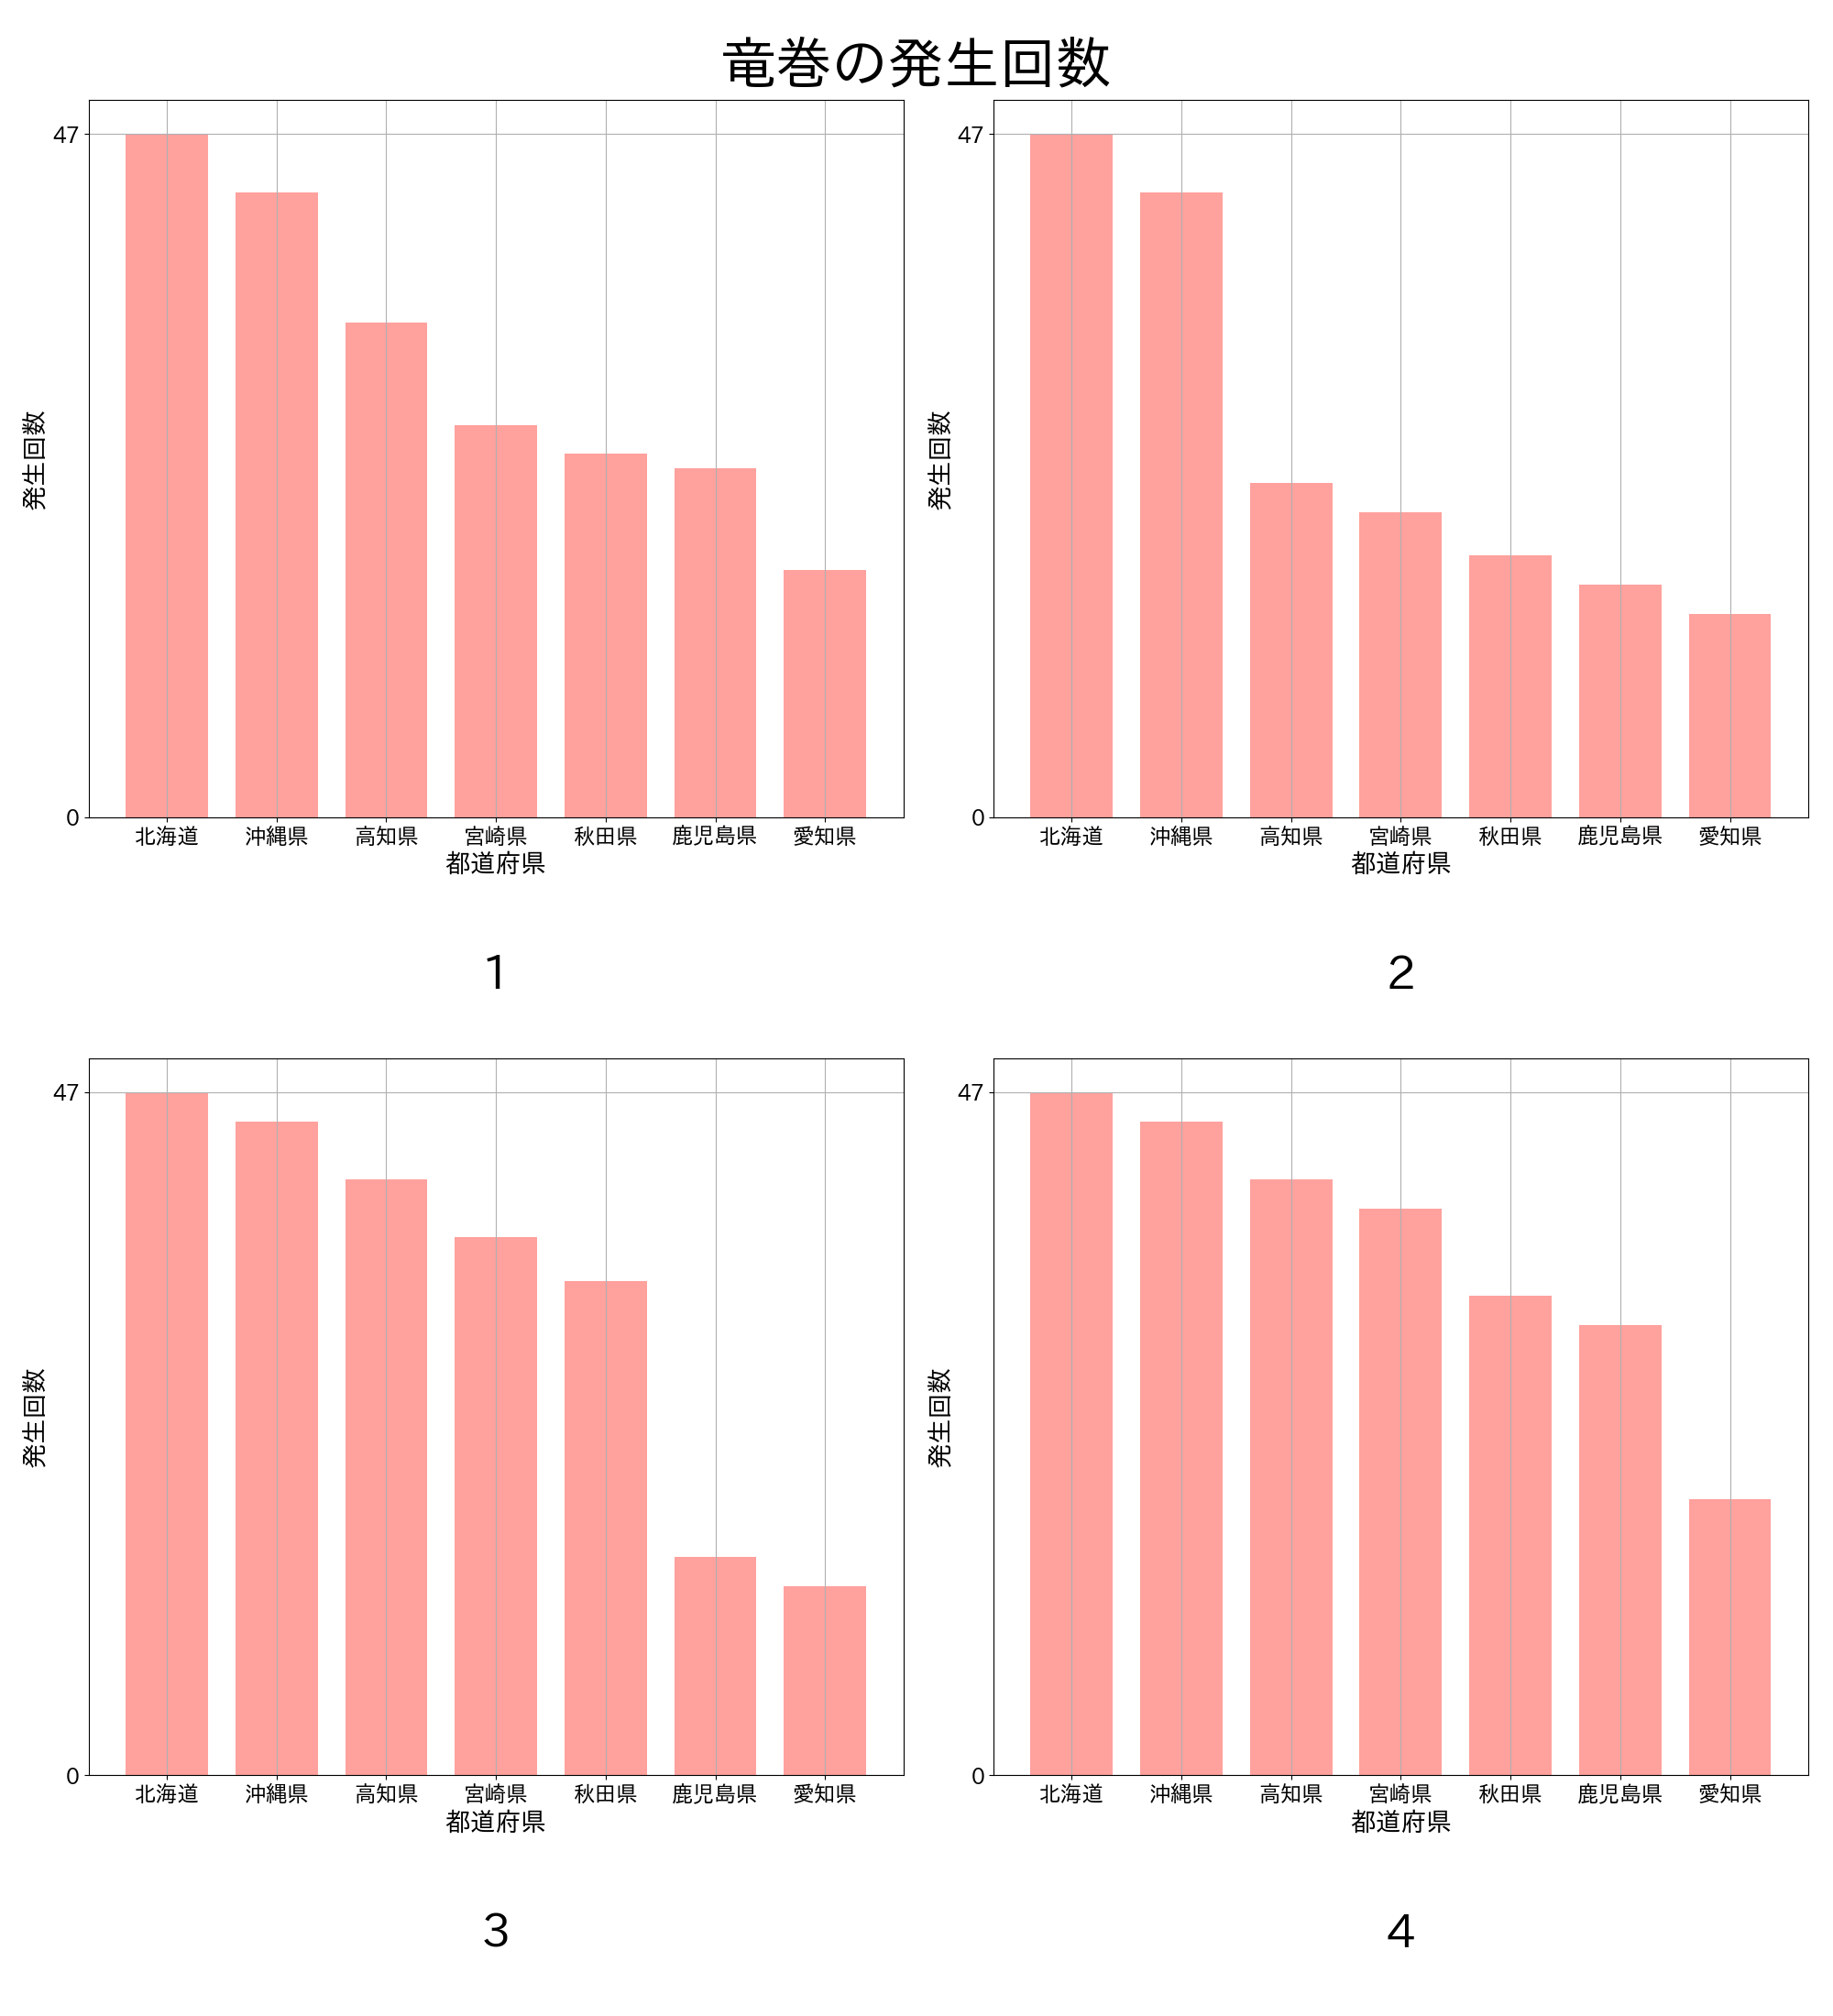 竜巻の発生回数
47
0
発生回数
北海道 沖縄県 高知県 宮崎県 秋田県 鹿児島県 愛知県
都道府県
1
47
0
発生回数
北海道 沖縄県 高知県 宮崎県 秋田県 鹿児島県 愛知県
都道府県
2
47
0
発生回数
北海道 沖縄県 高知県 宮崎県 秋田県 鹿児島県 愛知県
都道府県
3
47
0
発生回数
北海道 沖縄県 高知県 宮崎県 秋田県 鹿児島県 愛知県
都道府県
4